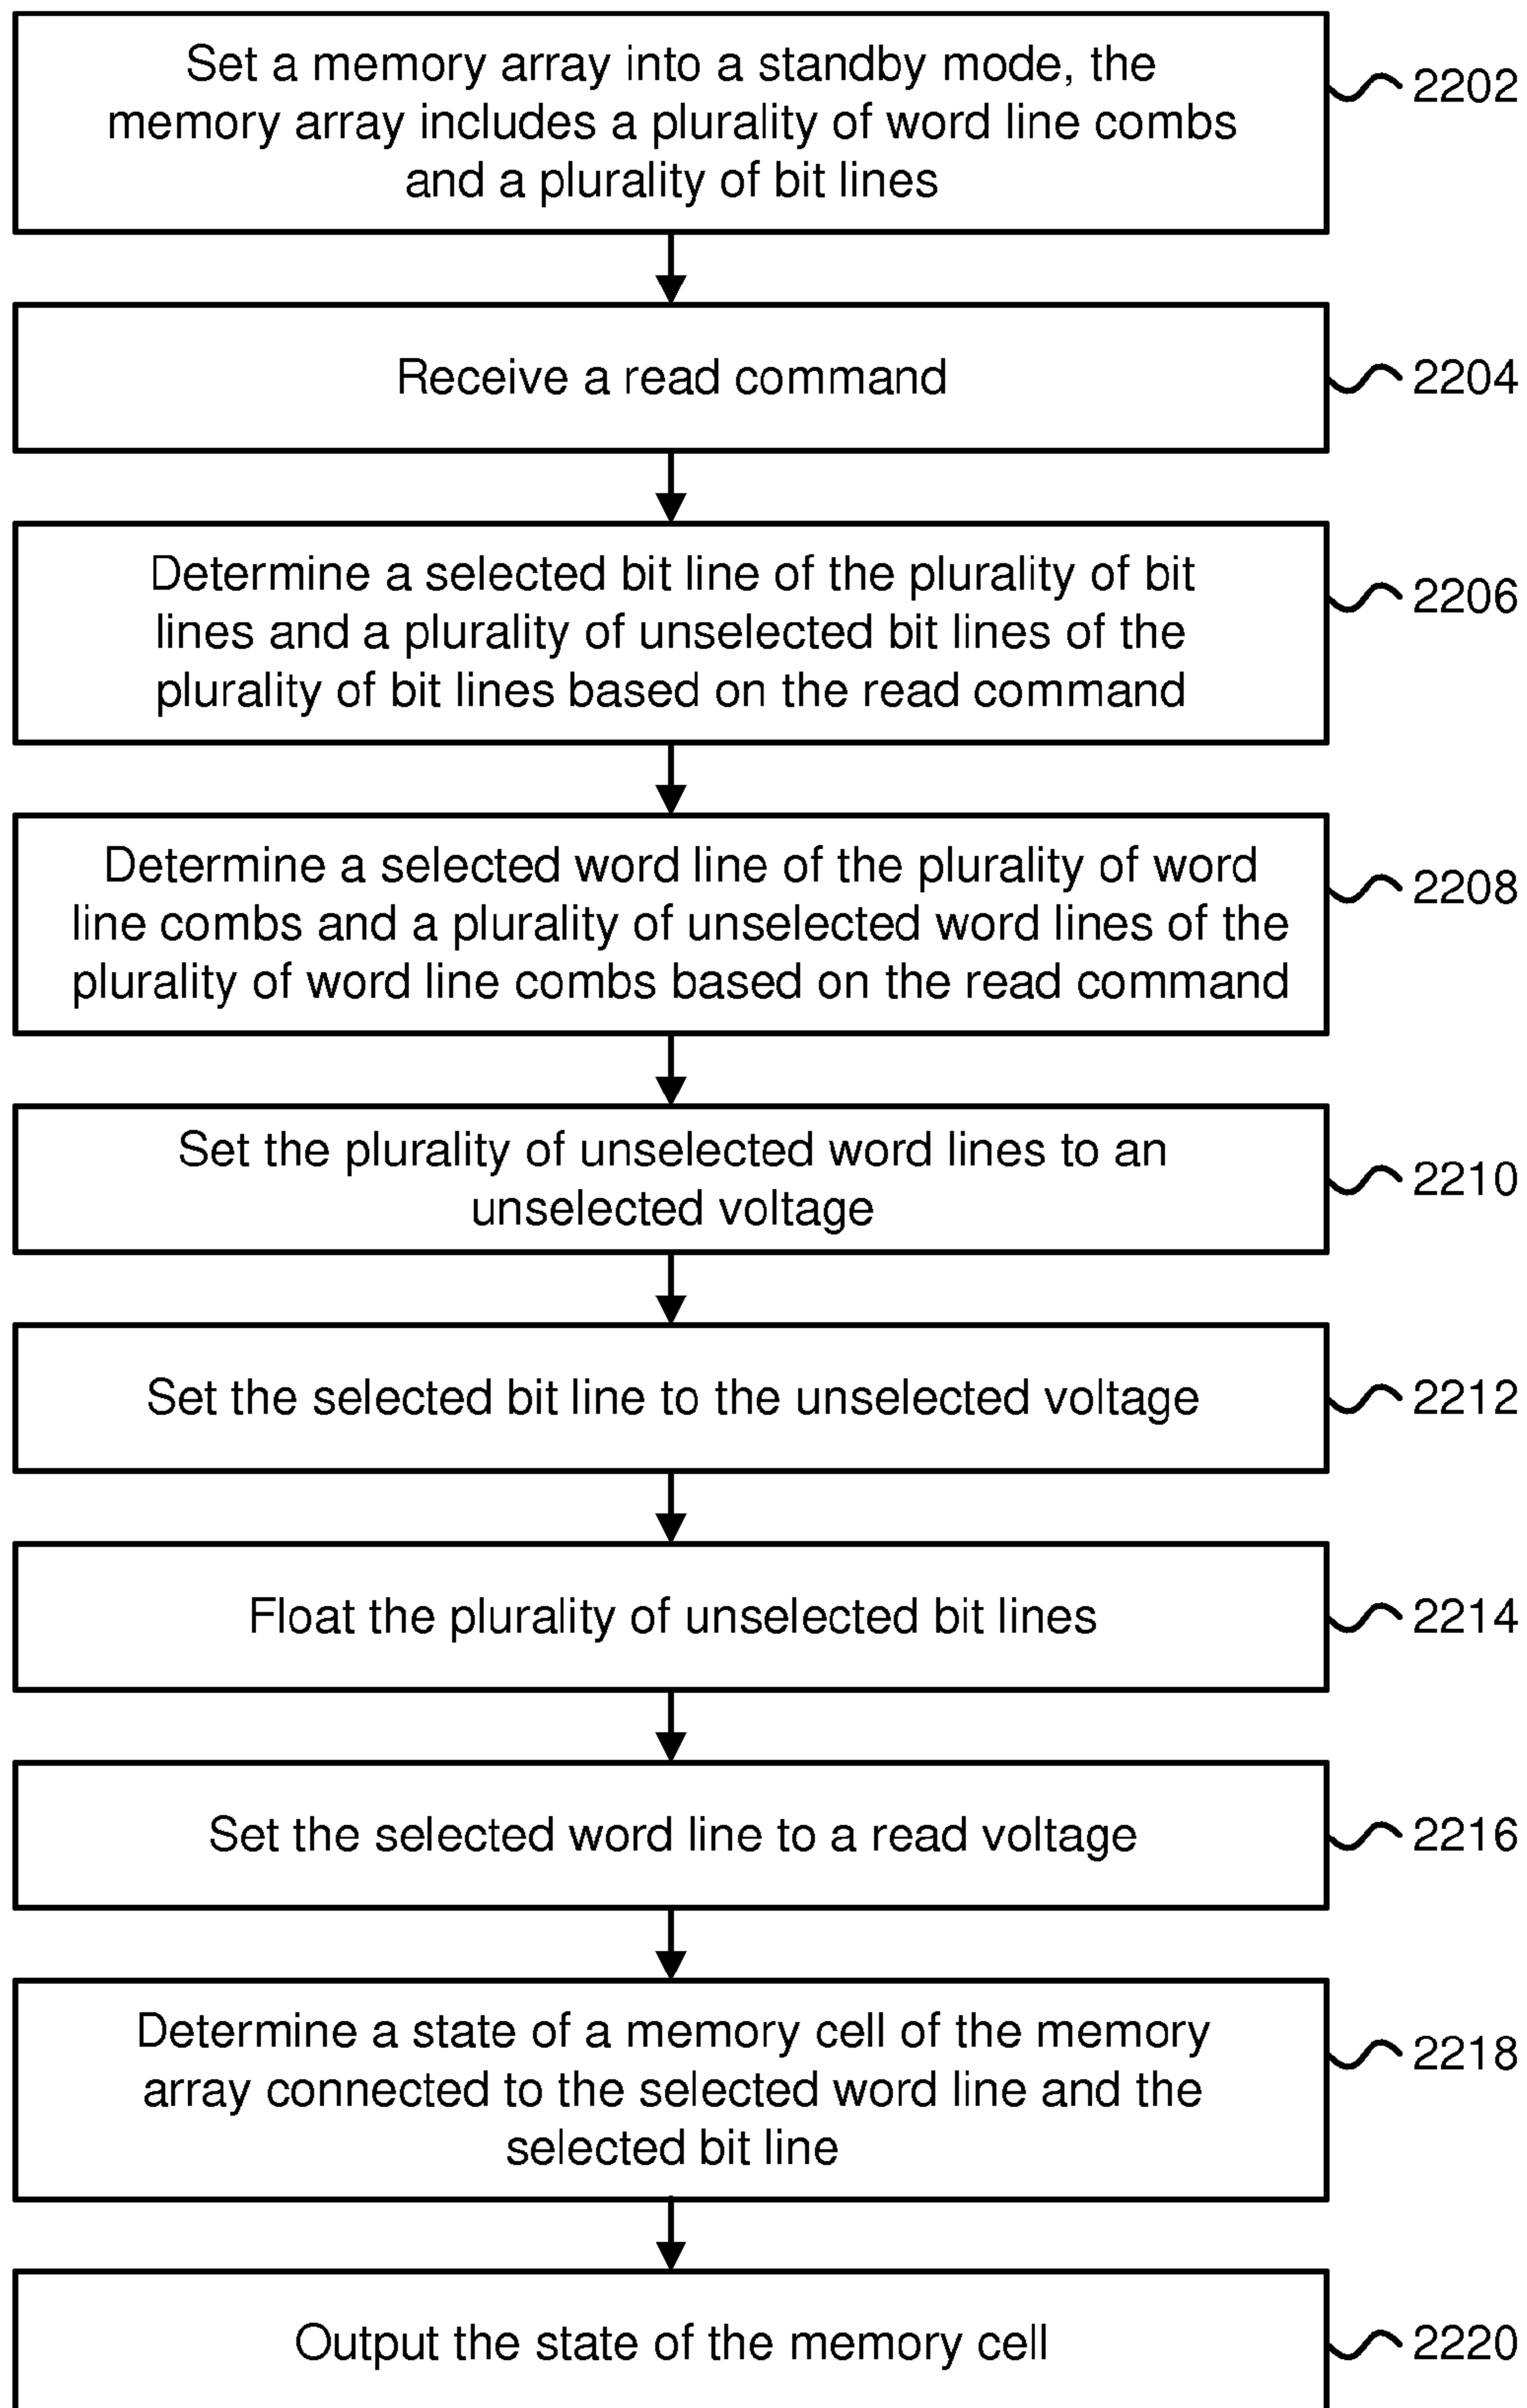 Set a memory array into a standby mode, the
memory array includes a plurality of word line combs
and a plurality of bit lines
2202
Receive a read command
2204
Determine a selected bit line of the plurality of bit
lines and a plurality of unselected bit lines of the
plurality of bit lines based on the read command
2206
Determine a selected word line of the plurality of word
line combs and a plurality of unselected word lines of the
plurality of word line combs based on the read command
2208
Set the plurality of unselected word lines to an
unselected voltage
2210
Set the selected bit line to the unselected voltage
2212
Float the plurality of unselected bit lines
2214
Set the selected word line to a read voltage
2216
Determine a state of a memory cell of the memory
array connected to the selected word line and the
selected bit line
2218
Output the state of the memory cell
2220